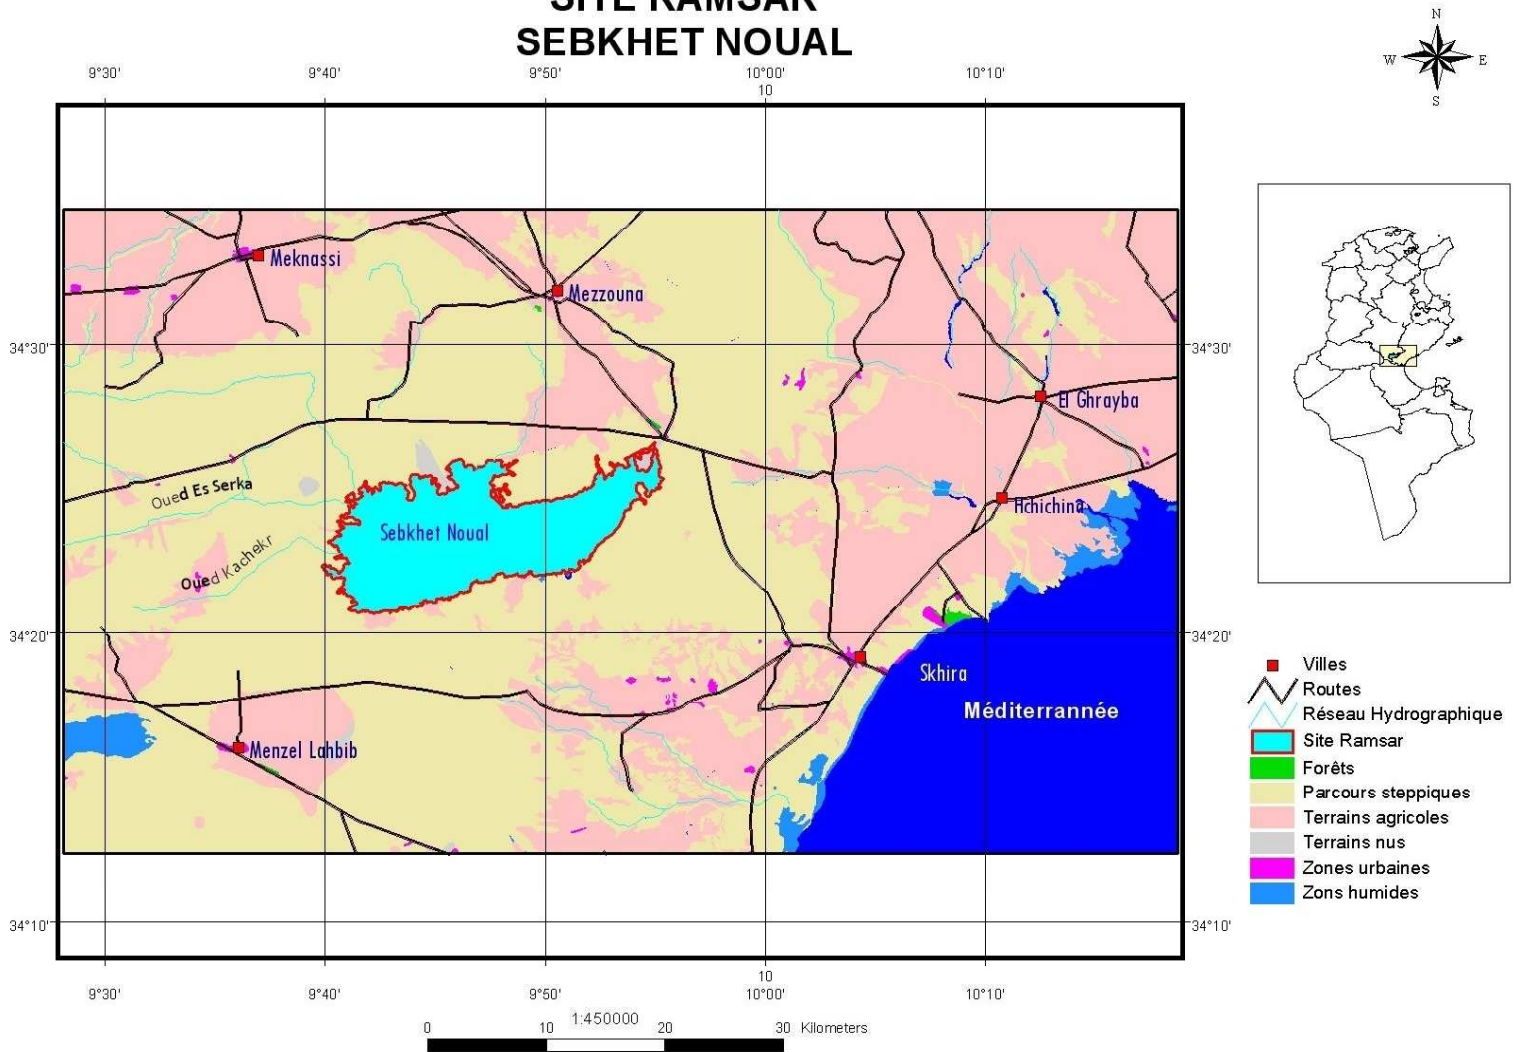 SITE RAMSAR
SEBKHET NOUAL
N
W E
S
9°30' 9°40' 9°50' 10°00' 10°10'
10
Meknassi
Mezzouna
34°30' 34°30'
El Ghrayba
Oued Es Serka
Hchichina
Sebkhet Noual
Oued Kachekr
34°20' 34°20'
Skhira
Méditerrannée
Menzel Lahbib
34°10' 34°10'
10
9°30' 9°40' 9°50' 10°00' 10°10'
1:450000
0 10 20 30 Kilometers
Villes
Routes
Réseau Hydrographique
Site Ramsar
Forêts
Parcours steppiques
Terrains agricoles
Terrains nus
Zones urbaines
Zons humides